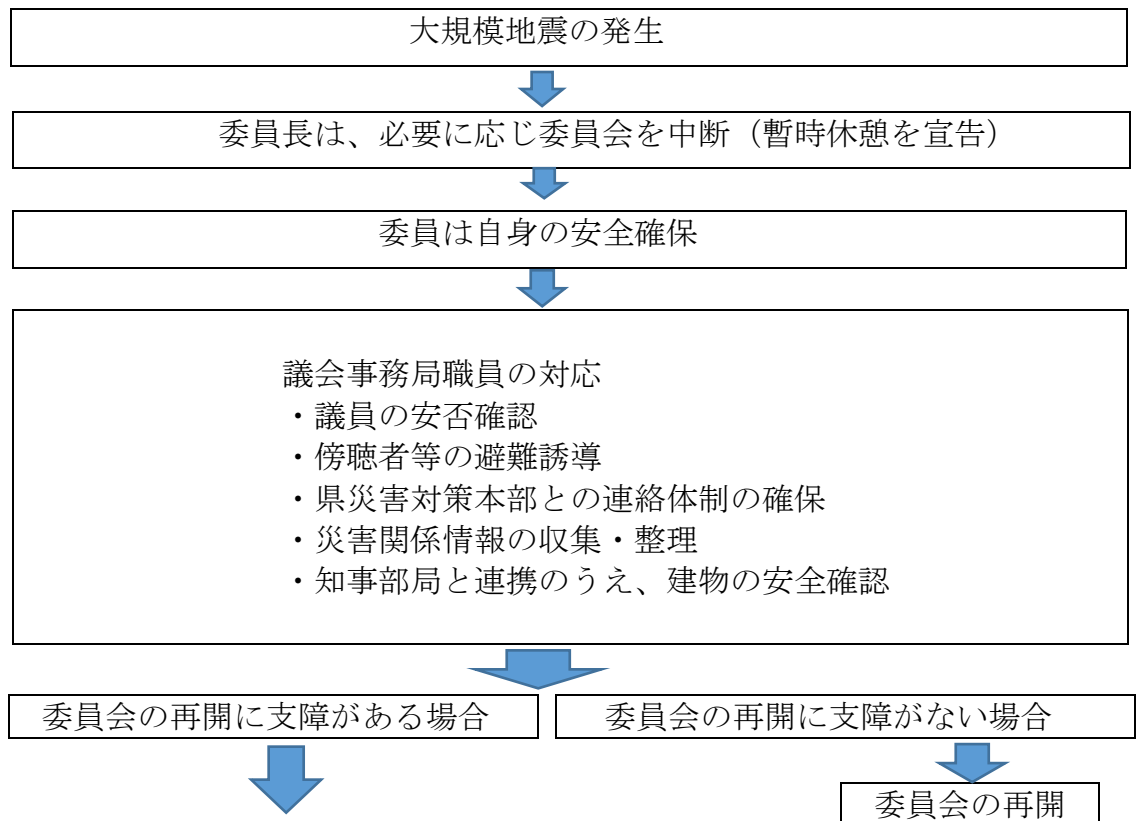 大規模地震の発生
委員長は、必要に応じ委員会を中断（暫時休憩を宣告）
委員は自身の安全確保
議会事務局職員の対応
・議員の安否確認
・傍聴者等の避難誘導
・県災害対策本部との連絡体制の確保
・災害関係情報の収集・整理
・知事部局と連携のうえ、建物の安全確認
委員会の再開に支障がある場合
委員会の再開に支障がない場合
委員会の再開